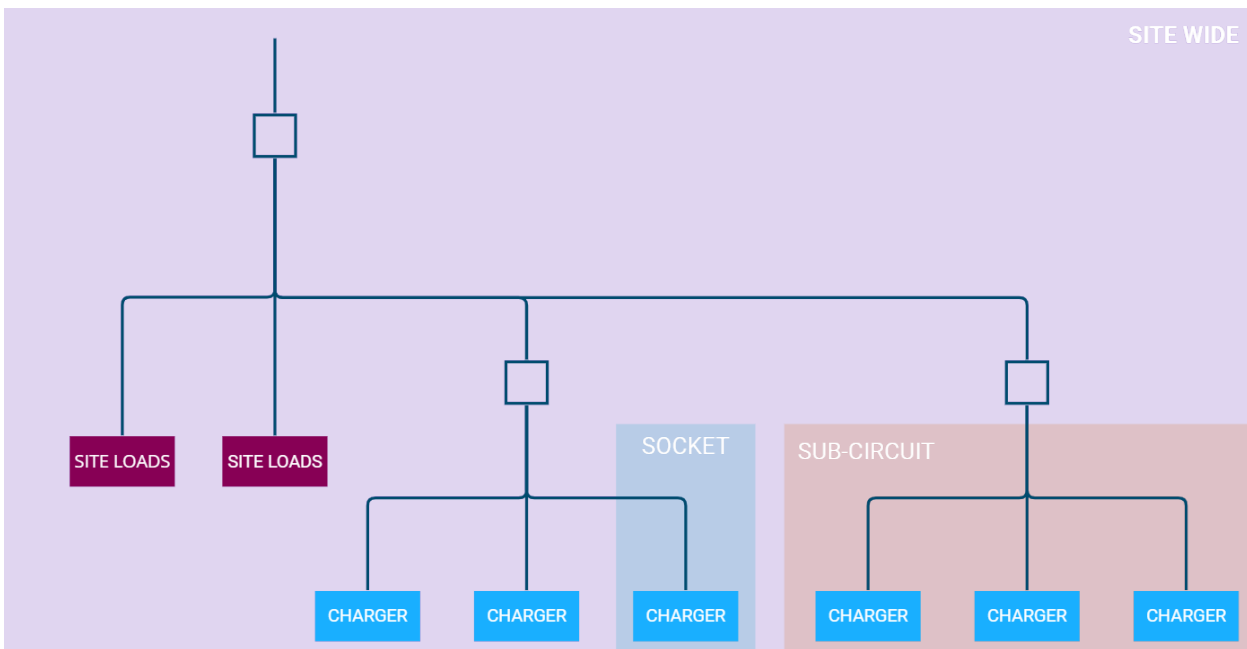 SITE WIDE
SITE LOADS
SITE LOADS
SOCKET
SUB-CIRCUIT
CHARGER
CHARGER
CHARGER
CHARGER
CHARGER
CHARGER